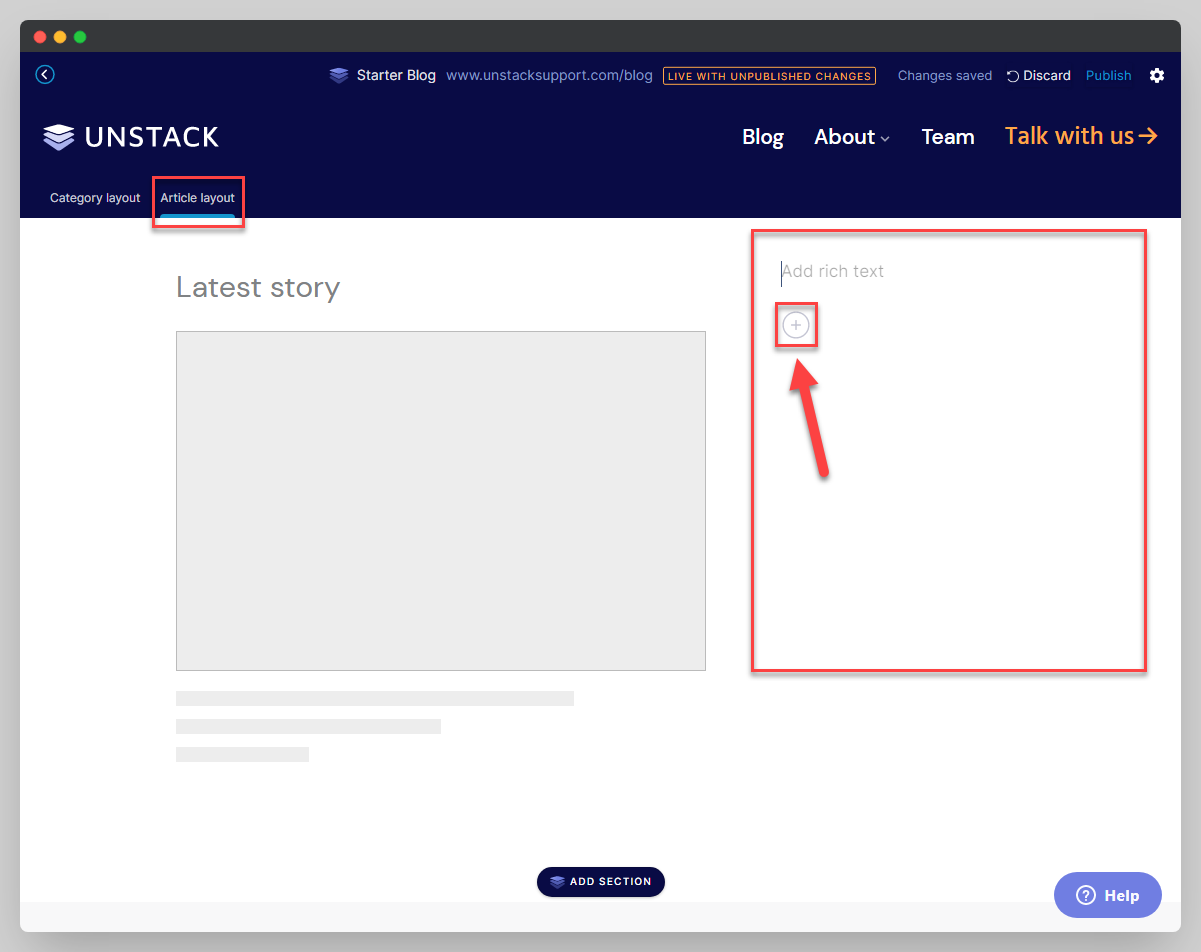 Starter Blog www.unstacksupport.com/blog LIVE WITH UNPUBLISHED CHANGES Changes saved Discard Publish
UNSTACK Blog About Team Talk with us
Category layout Article layout
Add rich text
Latest story
ADD SECTION
Help